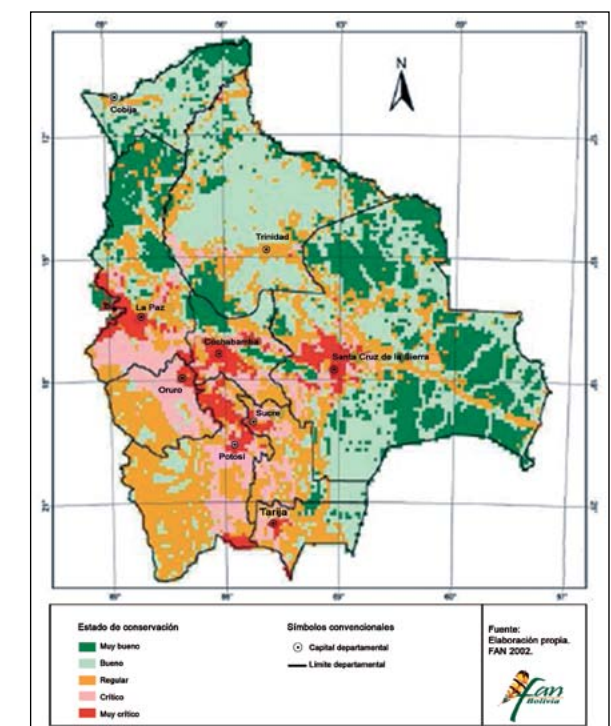 N
Cobija
Trinidad
La Paz
Cochabamba
Santa Cruz de la Sierra
Oruro
Sucre
Potosí
Tarija
Estado de conservación
Muy bueno
Bueno
Regular
Crítico
Muy crítico
Símbolos convencionales
Capital departamental
Límite departamental
Fuente:
Elaboración propia.
FAN 2002.
fan
Bolivia